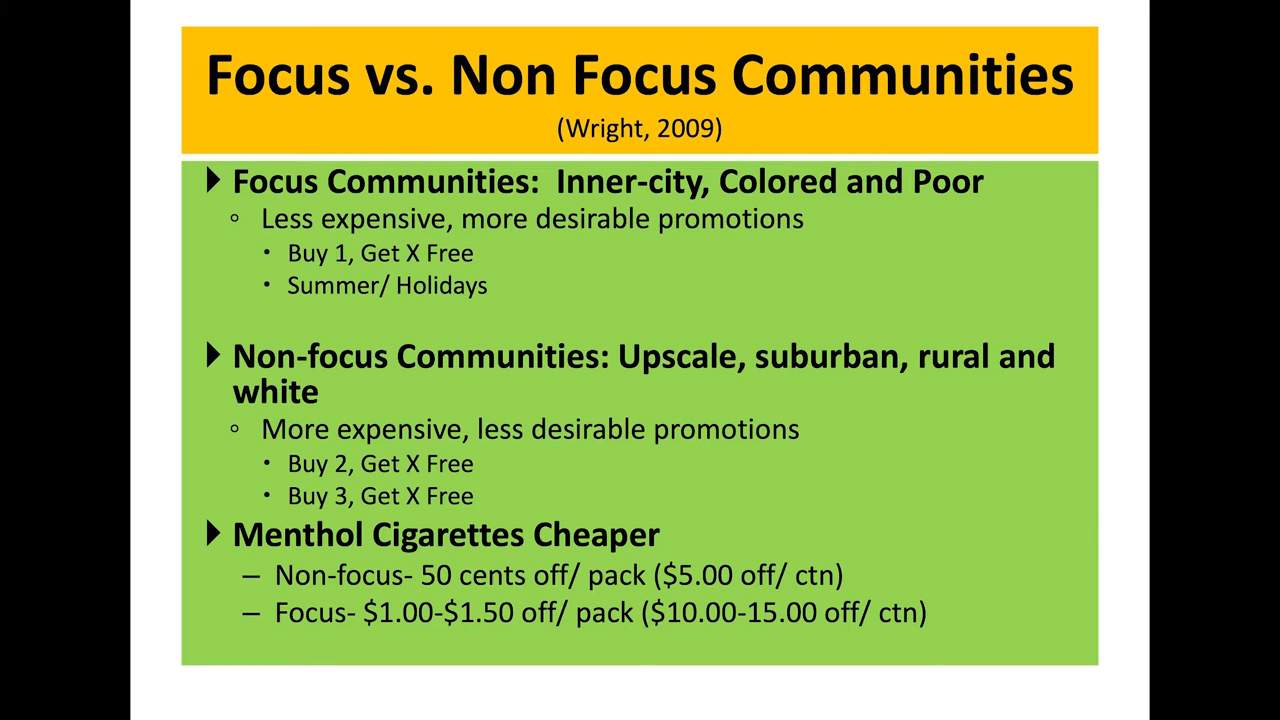 Focus vs. Non Focus Communities
(Wright, 2009)
Focus Communities: Inner-city, Colored and Poor
Less expensive, more desirable promotions
Buy 1, Get X Free
Summer/ Holidays
Non-focus Communities: Upscale, suburban, rural and
white
More expensive, less desirable promotions
Buy 2, Get X Free
Buy 3, Get X Free
Menthol Cigarettes Cheaper
– Non-focus- 50 cents off/ pack ($5.00 off/ ctn)
– Focus- $1.00-$1.50 off/ pack ($10.00-15.00 off/ ctn)